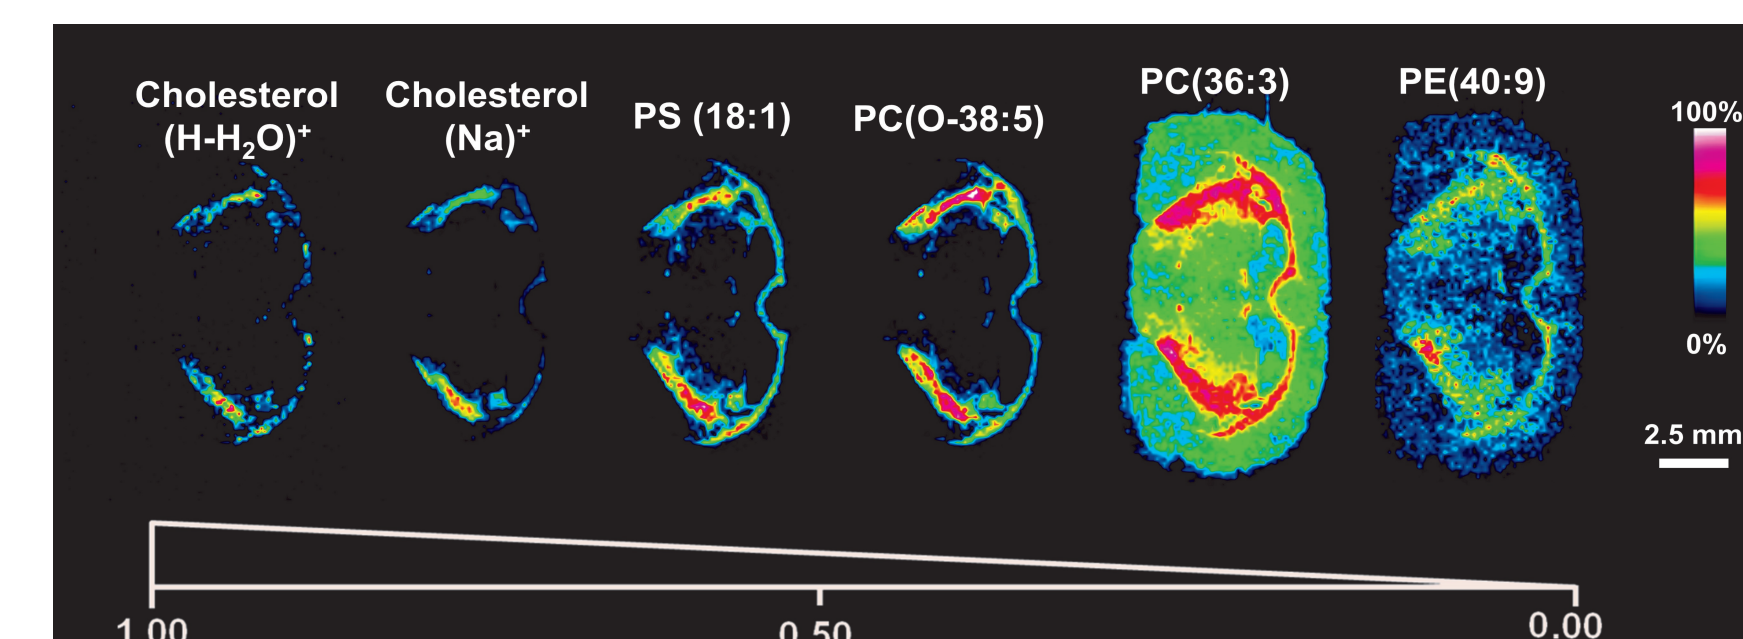 Cholesterol
(H-H₂O)⁺
Cholesterol
(Na)⁺
PS (18:1)
PC(O-38:5)
PC(36:3)
PE(40:9)
100%
0%
2.5 mm
1.00
0.50
0.00